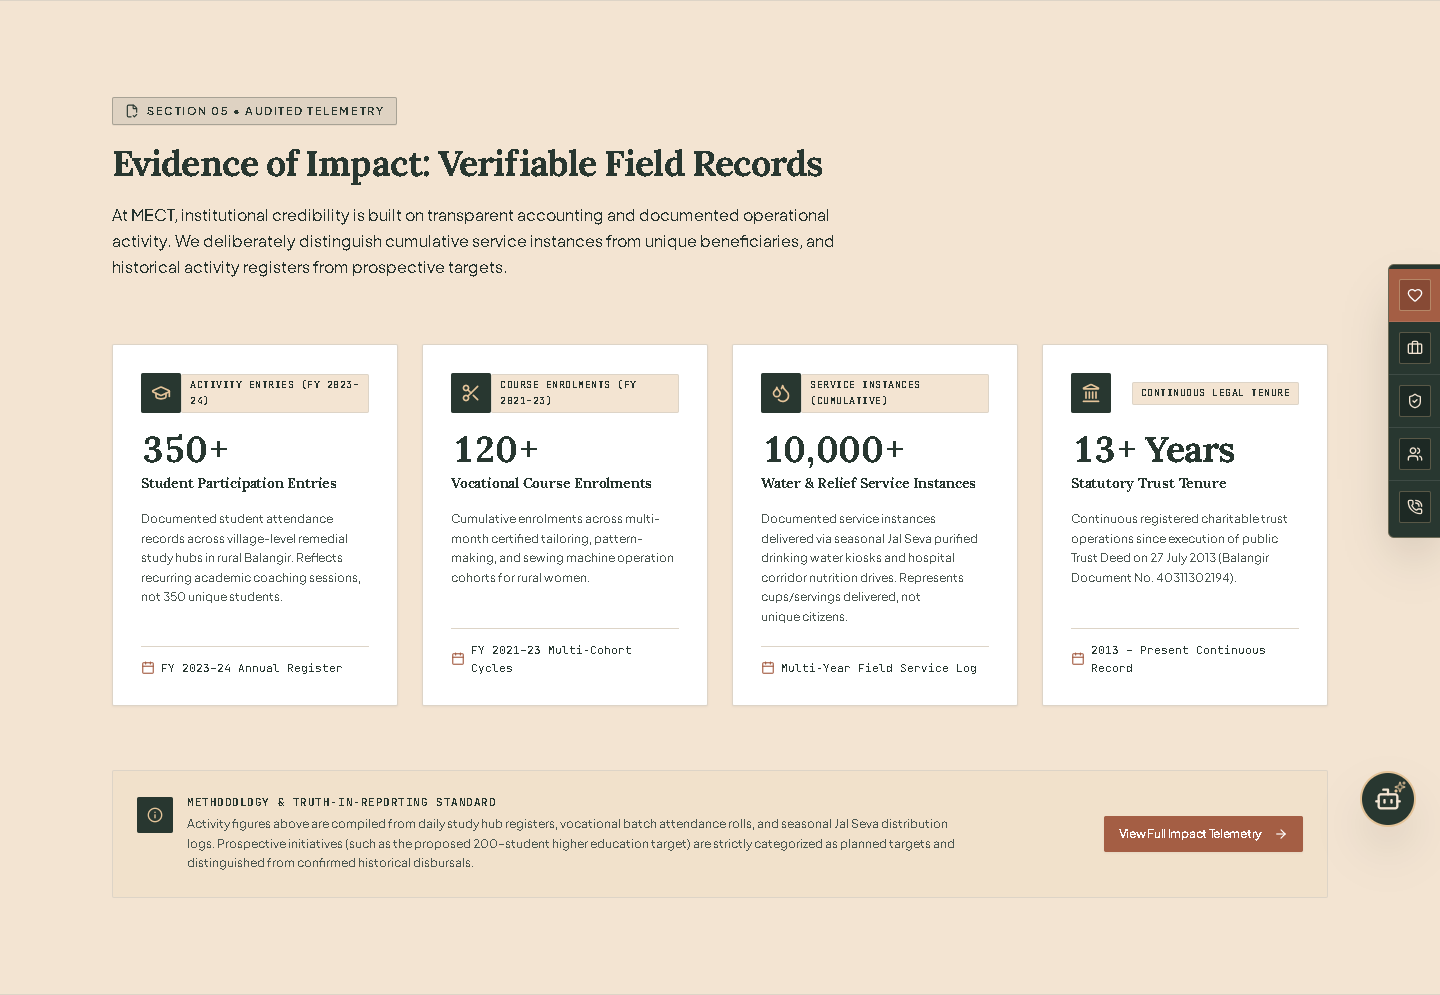 SECTION 05 • AUDITED TELEMETRY
Evidence of Impact: Verifiable Field Records
At MECT, institutional credibility is built on transparent accounting and documented operational
activity. We deliberately distinguish cumulative service instances from unique beneficiaries, and
historical activity registers from prospective targets.
ACTIVITY ENTRIES (FY 2023-
24)
350+
Student Participation Entries
Documented student attendance
records across village-level remedial
study hubs in rural Balangir. Reflects
recurring academic coaching sessions,
not 350 unique students.
FY 2023-24 Annual Register
COURSE ENROLMENTS (FY
2021-23)
120+
Vocational Course Enrolments
Cumulative enrolments across multi-
month certified tailoring, pattern-
making, and sewing machine operation
cohorts for rural women.
FY 2021-23 Multi-Cohort
Cycles
SERVICE INSTANCES
(CUMULATIVE)
10,000+
Water & Relief Service Instances
Documented service instances
delivered via seasonal Jal Seva purified
drinking water kiosks and hospital
corridor nutrition drives. Represents
cups/servings delivered, not
unique citizens.
Multi-Year Field Service Log
CONTINUOUS LEGAL TENURE
13+ Years
Statutory Trust Tenure
Continuous registered charitable trust
operations since execution of public
Trust Deed on 27 July 2013 (Balangir
Document No. 40311302194).
2013 – Present Continuous
Record
METHODOLOGY & TRUTH-IN-REPORTING STANDARD
Activity figures above are compiled from daily study hub registers, vocational batch attendance rolls, and seasonal Jal Seva distribution
logs. Prospective initiatives (such as the proposed 200-student higher education target) are strictly categorized as planned targets and
distinguished from confirmed historical disbursals.
View Full Impact Telemetry